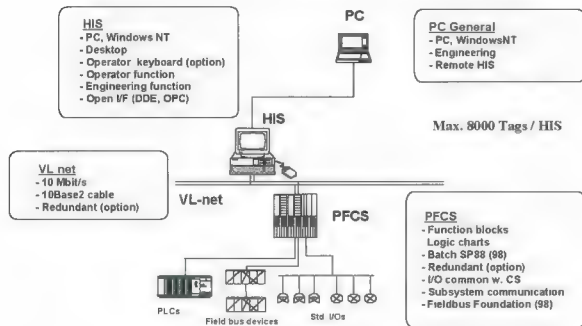 HIS
- PC, Windows NT
- Desktop
- Operator keyboard (option)
- Operator function
- Engineering function
- Open I/F (DDE, OPC)
PC
PC General
- PC, WindowsNT
- Engineering
- Remote HIS
HIS
Max. 8000 Tags / HIS
VL net
- 10 Mbit/s
- 10Base2 cable
- Redundant (option)
VL-net
PFCS
PFCS
- Function blocks
Logic charts
- Batch SP88 (98)
- Redundant (option)
- I/O common w. CS
- Subsystem communication
- Fieldbus Foundation (98)
PLCs
Field bus devices
Std I/Os